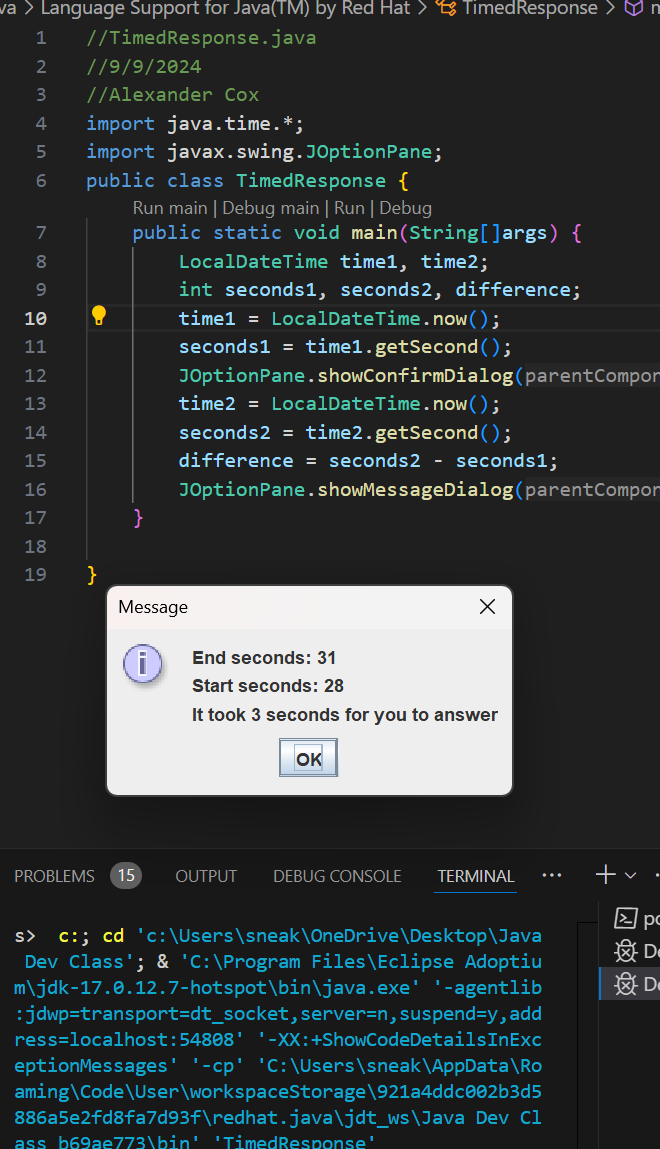 va > Language Support for Java(TM) by Red Hat > TimedResponse >
1 //TimedResponse.java
2 //9/9/2024
3 //Alexander Cox
4 import java.time.*;
5 import javax.swing.JOptionPane;
6 public class TimedResponse {
Run main | Debug main | Run | Debug
7 public static void main(String[]args) {
8 LocalDateTime time1, time2;
9 int seconds1, seconds2, difference;
10 time1 = LocalDateTime.now();
11 seconds1 = time1.getSecond();
12 JOptionPane.showConfirmDialog(parentCompor
13 time2 = LocalDateTime.now();
14 seconds2 = time2.getSecond();
15 difference = seconds2 - seconds1;
16 JOptionPane.showMessageDialog(parentCompor
17 }
18
19 }
Message
End seconds: 31
Start seconds: 28
It took 3 seconds for you to answer
OK
PROBLEMS 15 OUTPUT DEBUG CONSOLE TERMINAL ...
s> c:; cd 'c:\Users\sneak\OneDrive\Desktop\Java
Dev Class'; & 'C:\Program Files\Eclipse Adoptiu
m\jdk-17.0.12.7-hotspot\bin\java.exe' '-agentlib
:jdwp=transport=dt_socket,server=n,suspend=y,add
ress=localhost:54808' '-XX:+ShowCodeDetailsInExc
eptionMessages' '-cp' 'C:\Users\sneak\AppData\Ro
aming\Code\User\workspaceStorage\921a4ddc002b3d5
886a5e2fd8fa7d93f\redhat.java\jdt_ws\Java Dev Cl
ass_b69ae773\bin' 'TimedResponse'
po
De
De